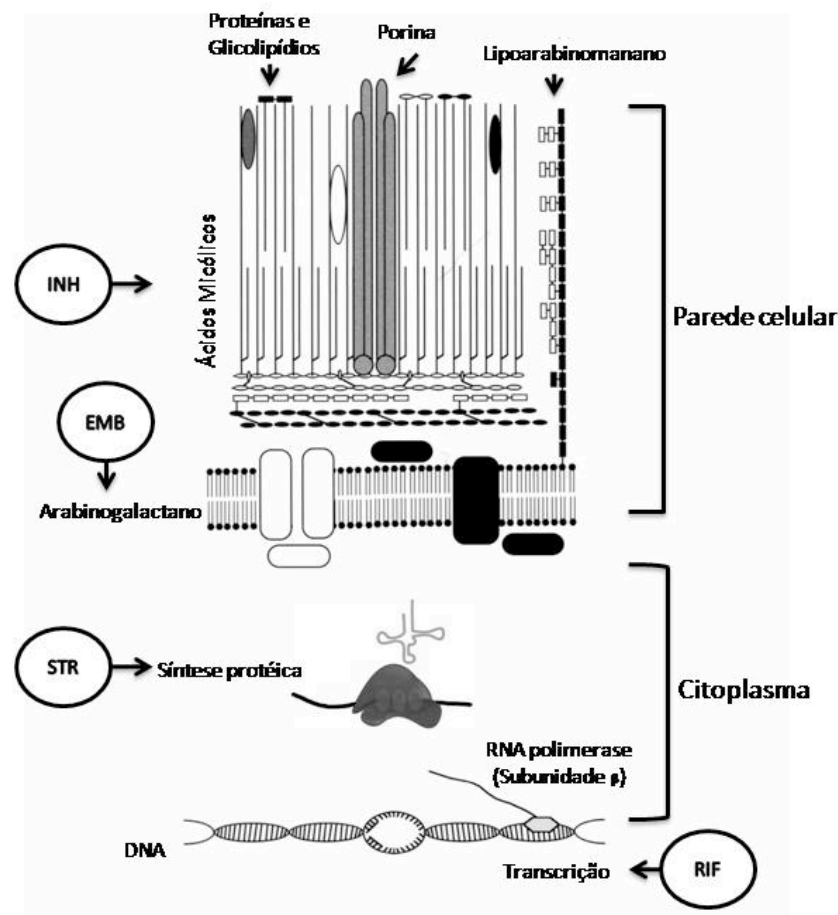 Proteínas e
Glicolipídios
Porina
Lipoarabinomanano
Ácidos Micólicos
INH
Parede celular
EMB
Arabinogalactano
STR
Síntese protéica
Citoplasma
RNA polimerase
(Subunidade β)
DNA
Transcrição
RIF